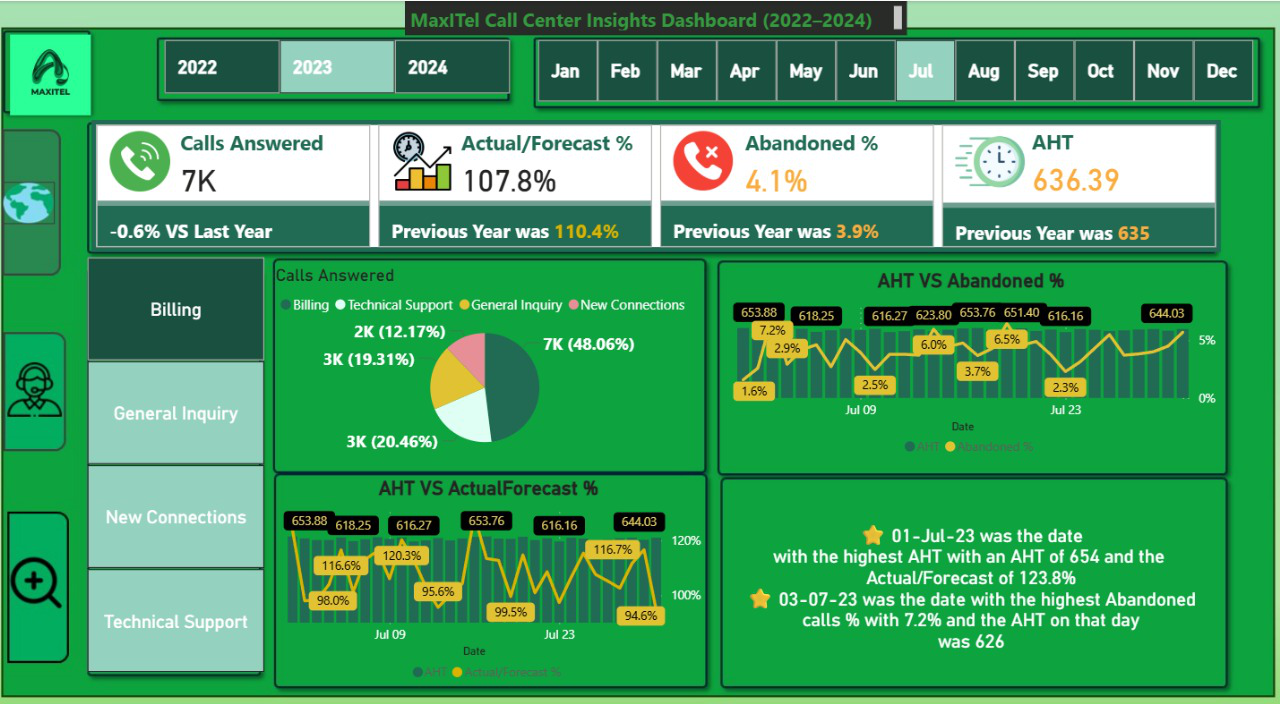 MaxITel Call Center Insights Dashboard (2022–2024)
MAXITEL
2022 2023 2024
Jan Feb Mar Apr May Jun Jul Aug Sep Oct Nov Dec
Calls Answered
7K
-0.6% VS Last Year
Actual/Forecast %
107.8%
Previous Year was 110.4%
Abandoned %
4.1%
Previous Year was 3.9%
AHT
636.39
Previous Year was 635
Billing
General Inquiry
New Connections
Technical Support
Calls Answered
Billing Technical Support General Inquiry New Connections
2K (12.17%)
7K (48.06%)
3K (19.31%)
3K (20.46%)
AHT VS Abandoned %
653.88 618.25 616.27 623.80 653.76 651.40 616.16 644.03
7.2%
2.9% 6.0% 6.5% 5%
3.7%
1.6% 2.5% 2.3%
0%
Jul 09 Jul 23
Date
AHT Abandoned %
AHT VS ActualForecast %
653.88 618.25 616.27 653.76 616.16 644.03
120%
116.6% 120.3% 116.7%
98.0% 95.6% 99.5% 94.6%
100%
Jul 09 Jul 23
Date
AHT Actual/Forecast %
01-Jul-23 was the date
with the highest AHT with an AHT of 654 and the
Actual/Forecast of 123.8%
03-07-23 was the date with the highest Abandoned
calls % with 7.2% and the AHT on that day
was 626